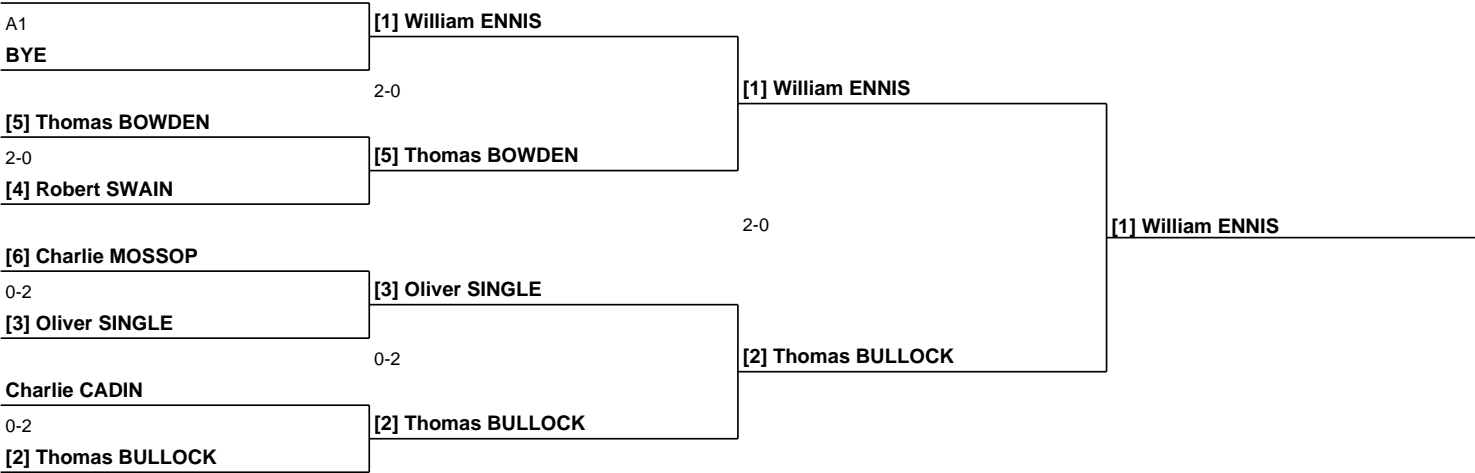 A1
BYE
[5] Thomas BOWDEN
2-0
[4] Robert SWAIN
[6] Charlie MOSSOP
0-2
[3] Oliver SINGLE
Charlie CADIN
0-2
[2] Thomas BULLOCK
[1] William ENNIS
2-0
[5] Thomas BOWDEN
[3] Oliver SINGLE
0-2
[2] Thomas BULLOCK
[1] William ENNIS
2-0
[2] Thomas BULLOCK
[1] William ENNIS